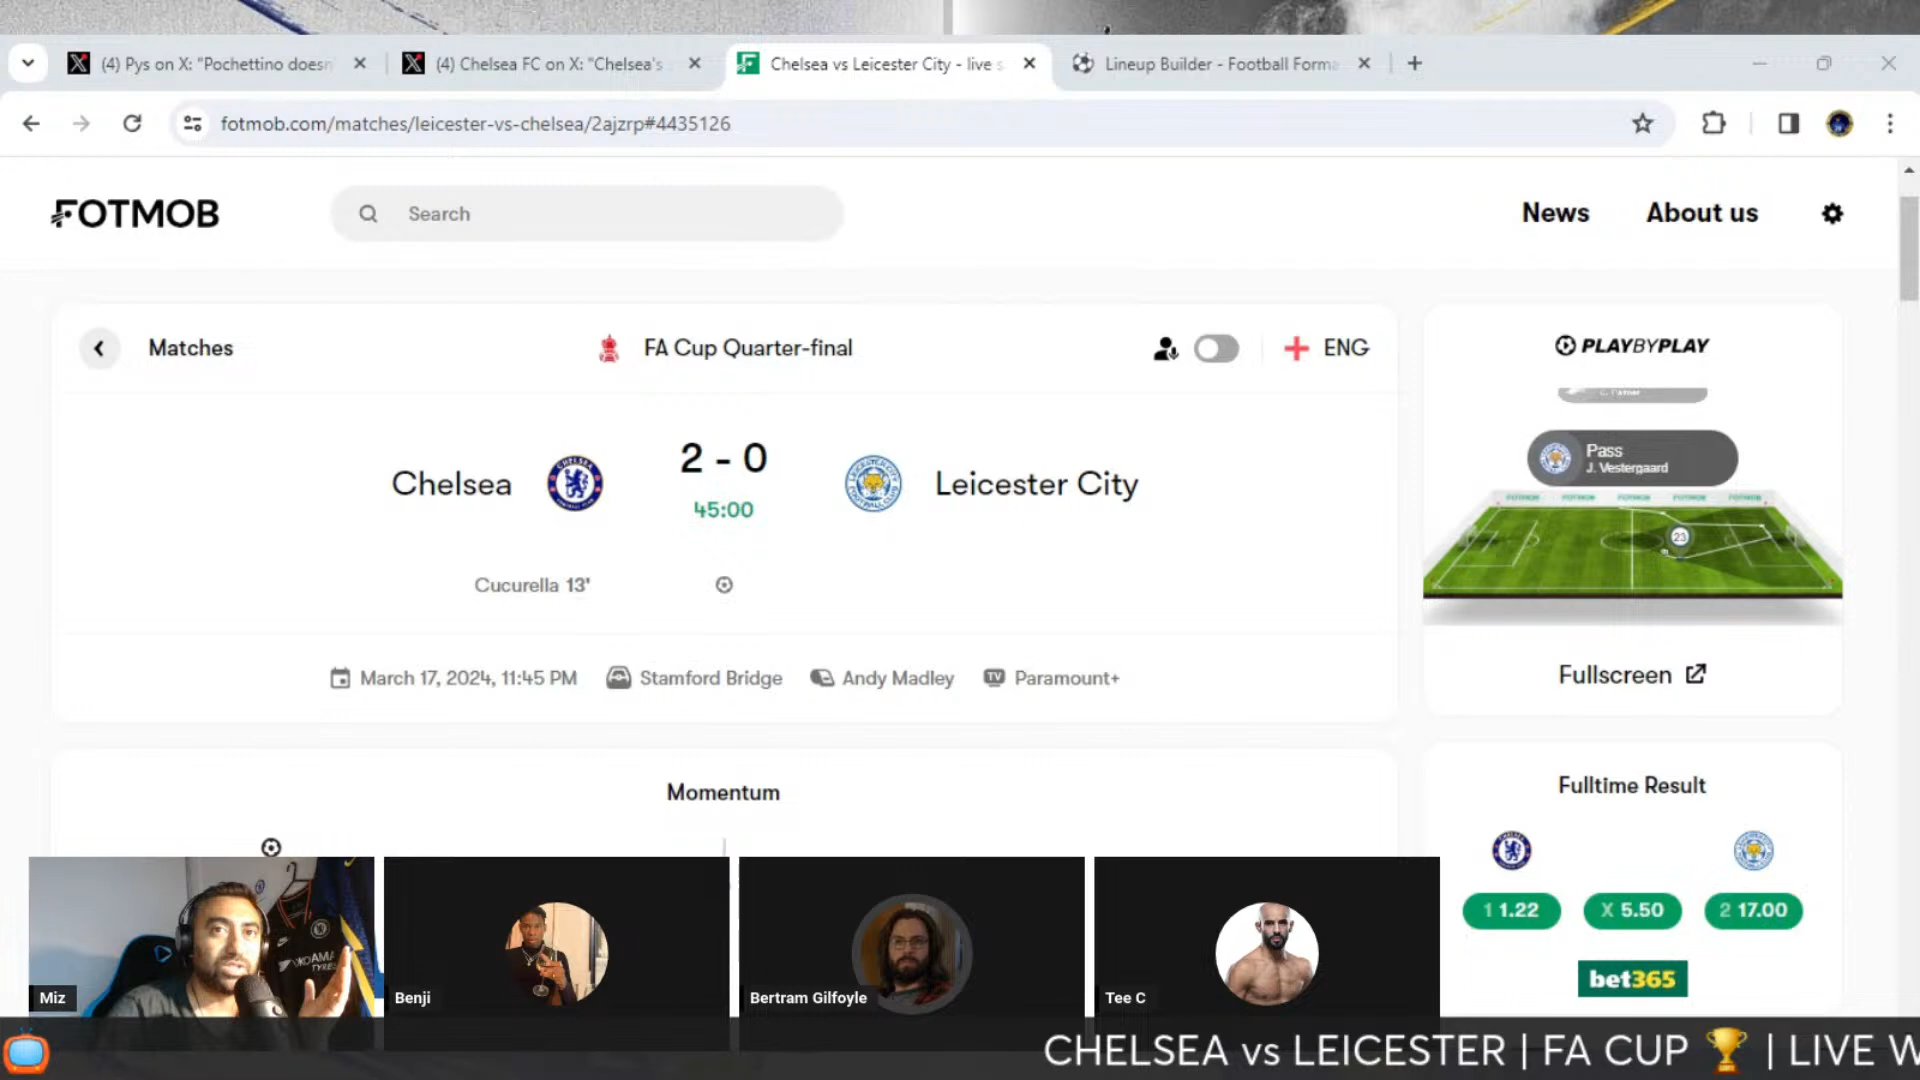 (4) Pys on X: "Pochettino doesn
(4) Chelsea FC on X: "Chelsea's
Chelsea vs Leicester City - live s
Lineup Builder - Football Forma
fotmob.com/matches/leicester-vs-chelsea/2ajzrp#4435126
FOTMOB
Search
News
About us
Matches
FA Cup Quarter-final
ENG
PLAYBYPLAY
Pass
J. Vestergaard
Chelsea
2 - 0
Leicester City
45:00
23
Cucurella 13'
March 17, 2024, 11:45 PM
Stamford Bridge
Andy Madley
TV
Paramount+
Fullscreen
Momentum
Fulltime Result
1 1.22
X 5.50
2 17.00
bet365
YOKOHAMA
TYRES
Miz
Benji
Bertram Gilfoyle
Tee C
CHELSEA vs LEICESTER | FA CUP 🏆 | LIVE W